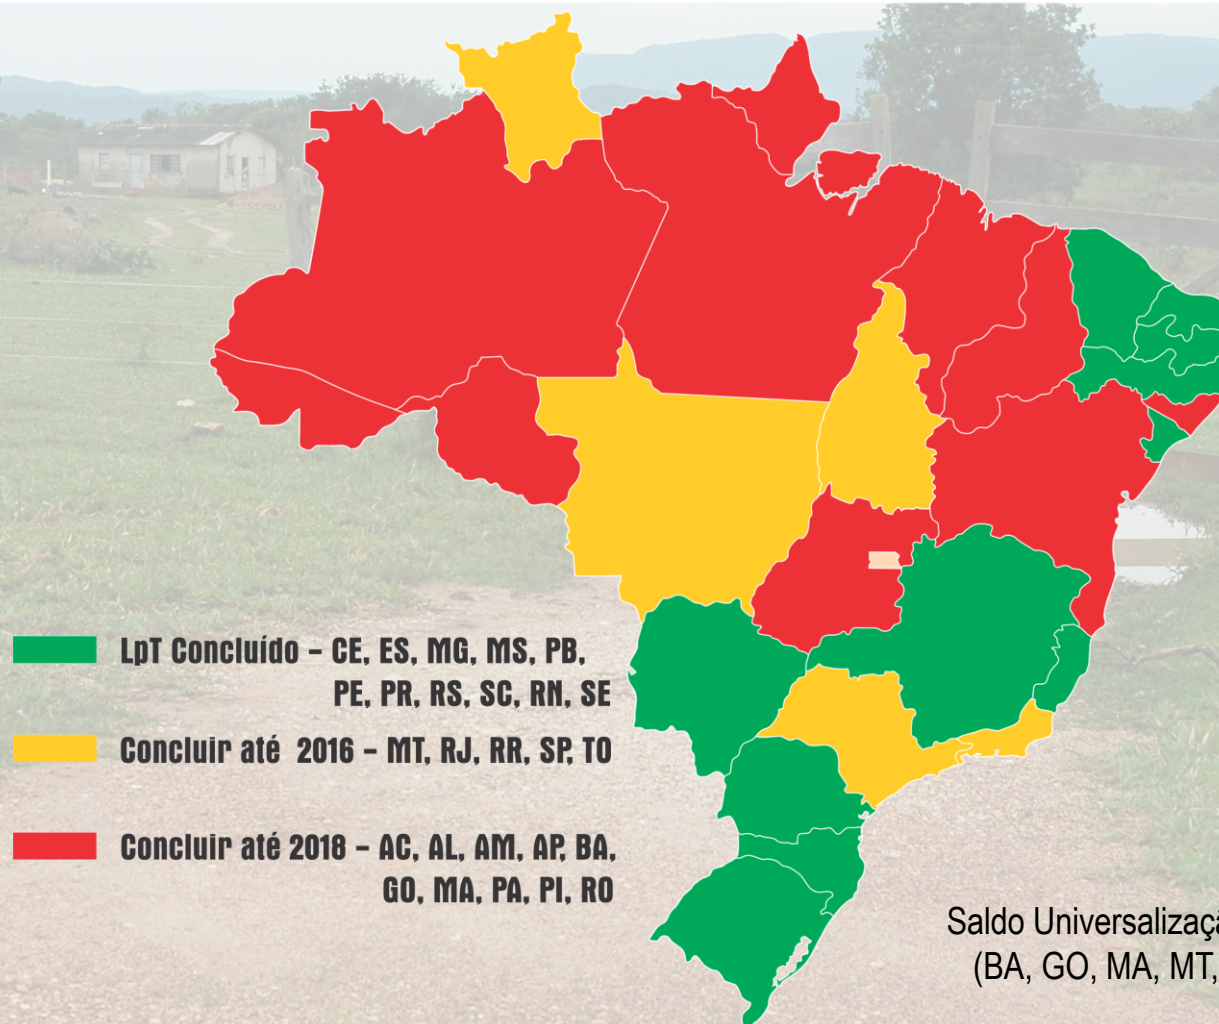 LpT Concluído – CE, ES, MG, MS, PB,
PE, PR, RS, SC, RN, SE
Concluir até 2016 – MT, RJ, RR, SP, TO
Concluir até 2018 – AC, AL, AM, AP, BA,
GO, MA, PA, PI, RO
Saldo
(BA, GO, MA, MT,